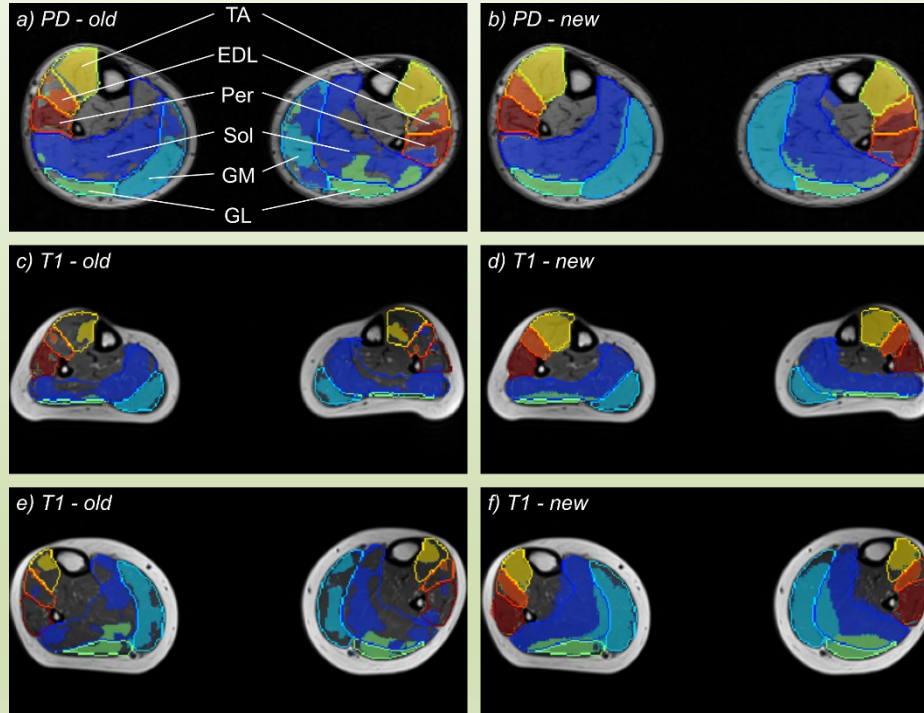 a) PD - old
TA
EDL
Per
Sol
GM
GL
b) PD - new
c) T1 - old
d) T1 - new
e) T1 - old
f) T1 - new